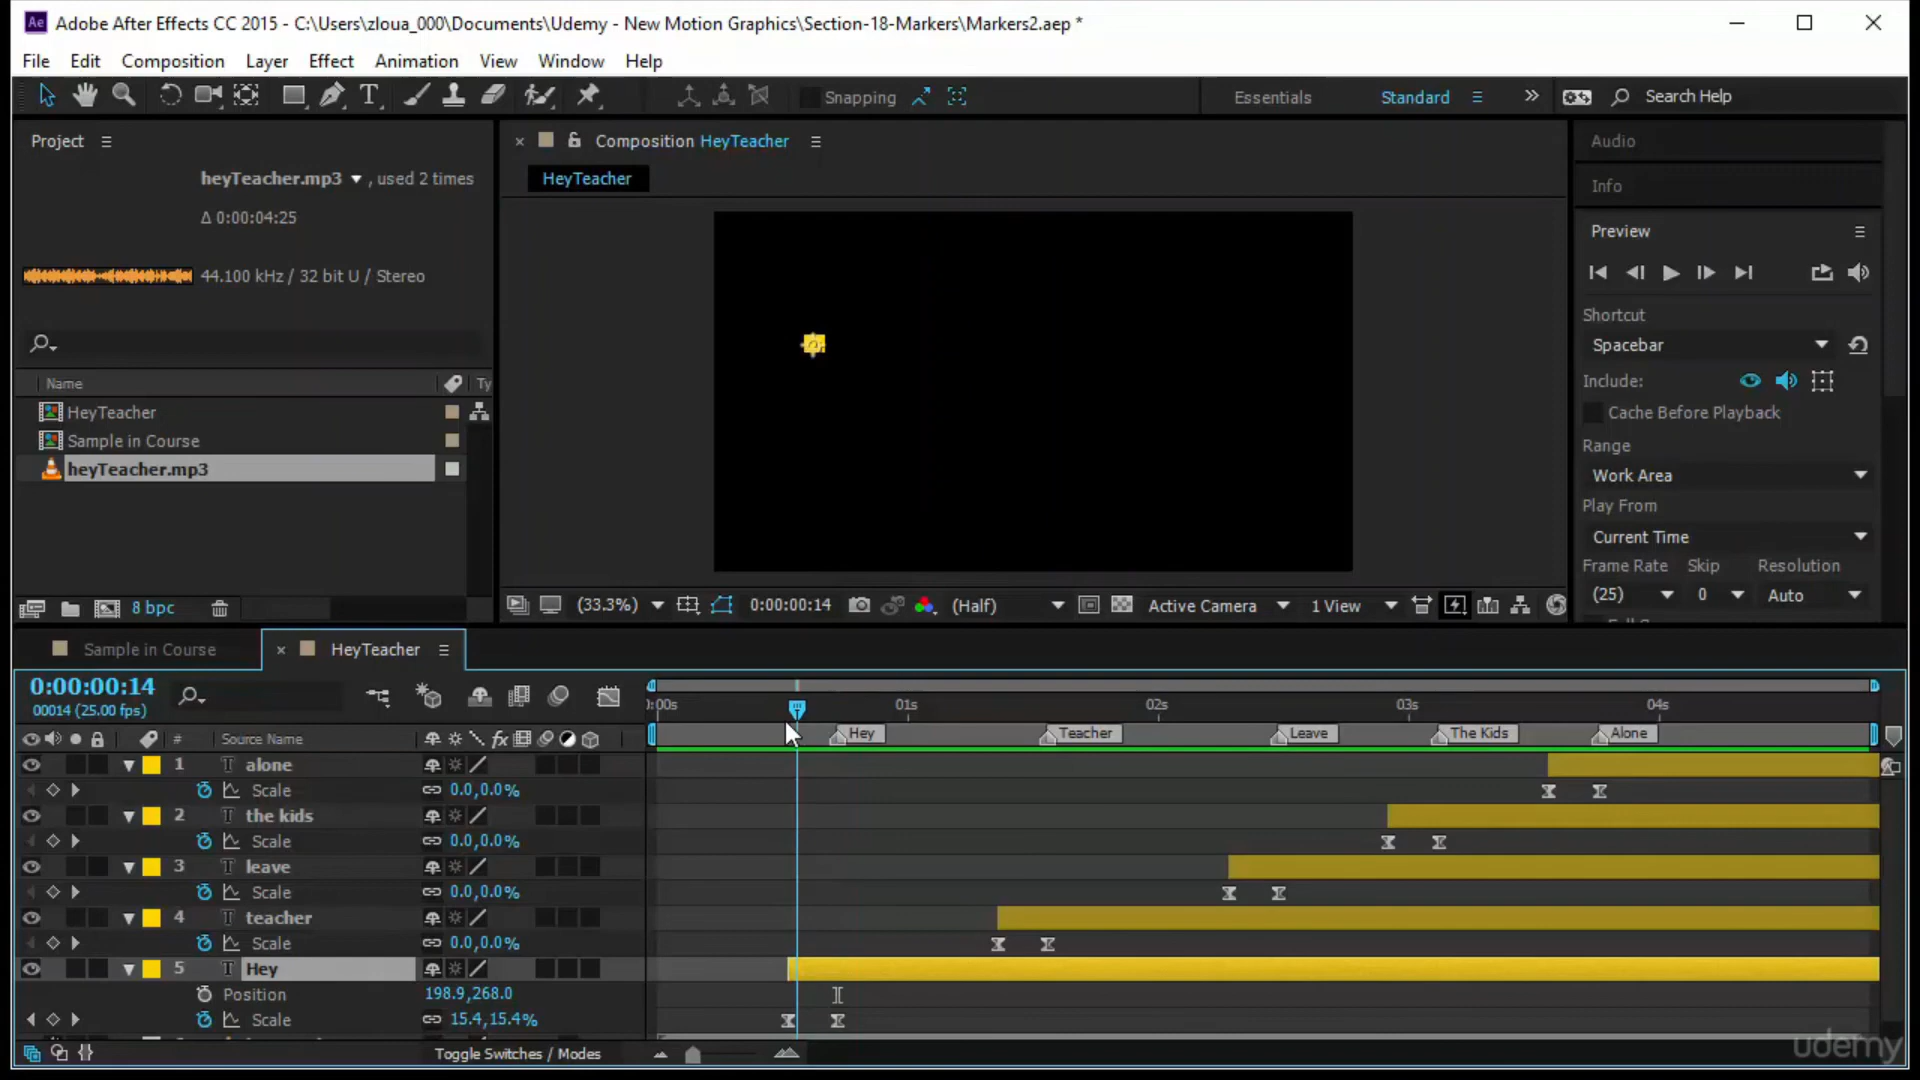 Ae Adobe After Effects CC 2015 - C:\Users\zloua_000\Documents\Udemy - New Motion Graphics\Section-18-Markers\Markers2.aep *
File Edit Composition Layer Effect Animation View Window Help
Snapping Essentials Standard Search Help
Project
heyTeacher.mp3 , used 2 times
Δ 0:00:04:25
44.100 kHz / 32 bit U / Stereo
Name Ty
HeyTeacher
Sample in Course
heyTeacher.mp3
8 bpc
Composition HeyTeacher
HeyTeacher
(33.3%) 0:00:00:14 (Half) Active Camera 1 View
Audio
Info
Preview
Shortcut
Spacebar
Include:
Cache Before Playback
Range
Work Area
Play From
Current Time
Frame Rate Skip Resolution
(25) 0 Auto
Sample in Course HeyTeacher
0:00:00:14
00014 (25.00 fps)
:00s 01s 02s 03s 04s
# Source Name
Hey Teacher Leave The Kids Alone
1 T alone
Scale 0.0,0.0%
2 T the kids
Scale 0.0,0.0%
3 T leave
Scale 0.0,0.0%
4 T teacher
Scale 0.0,0.0%
5 T Hey
Position 198.9,268.0
Scale 15.4,15.4%
Toggle Switches / Modes
udemy